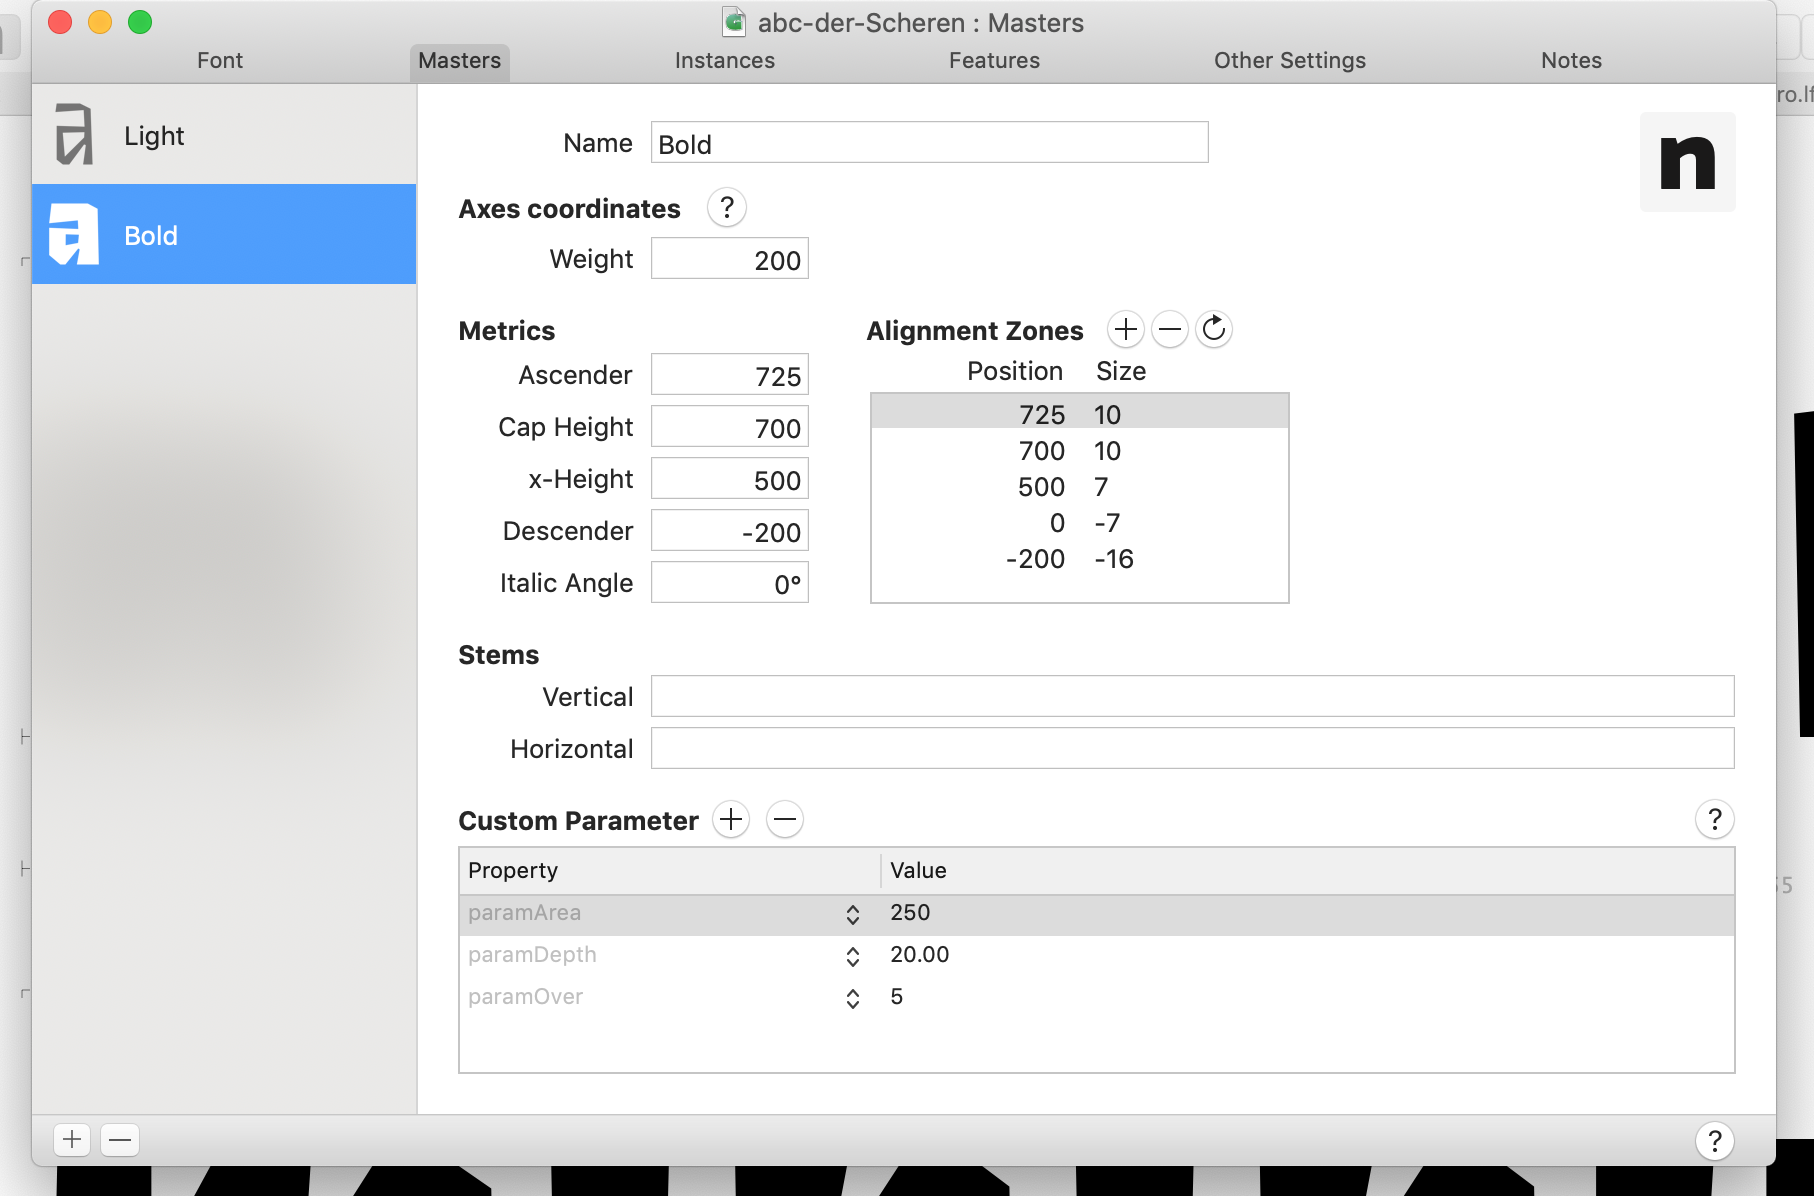 abc-der-Scheren : Masters
Font Masters Instances Features Other Settings Notes
ro.lf
a Light
a Bold
Name Bold
n
Axes coordinates ?
Weight 200
Metrics
Ascender 725
Cap Height 700
x-Height 500
Descender -200
Italic Angle 0°
Alignment Zones
Position Size
725 10
700 10
500 7
0 -7
-200 -16
Stems
Vertical
Horizontal
Custom Parameter ?
Property Value
paramArea 250
paramDepth 20.00
paramOver 5
?